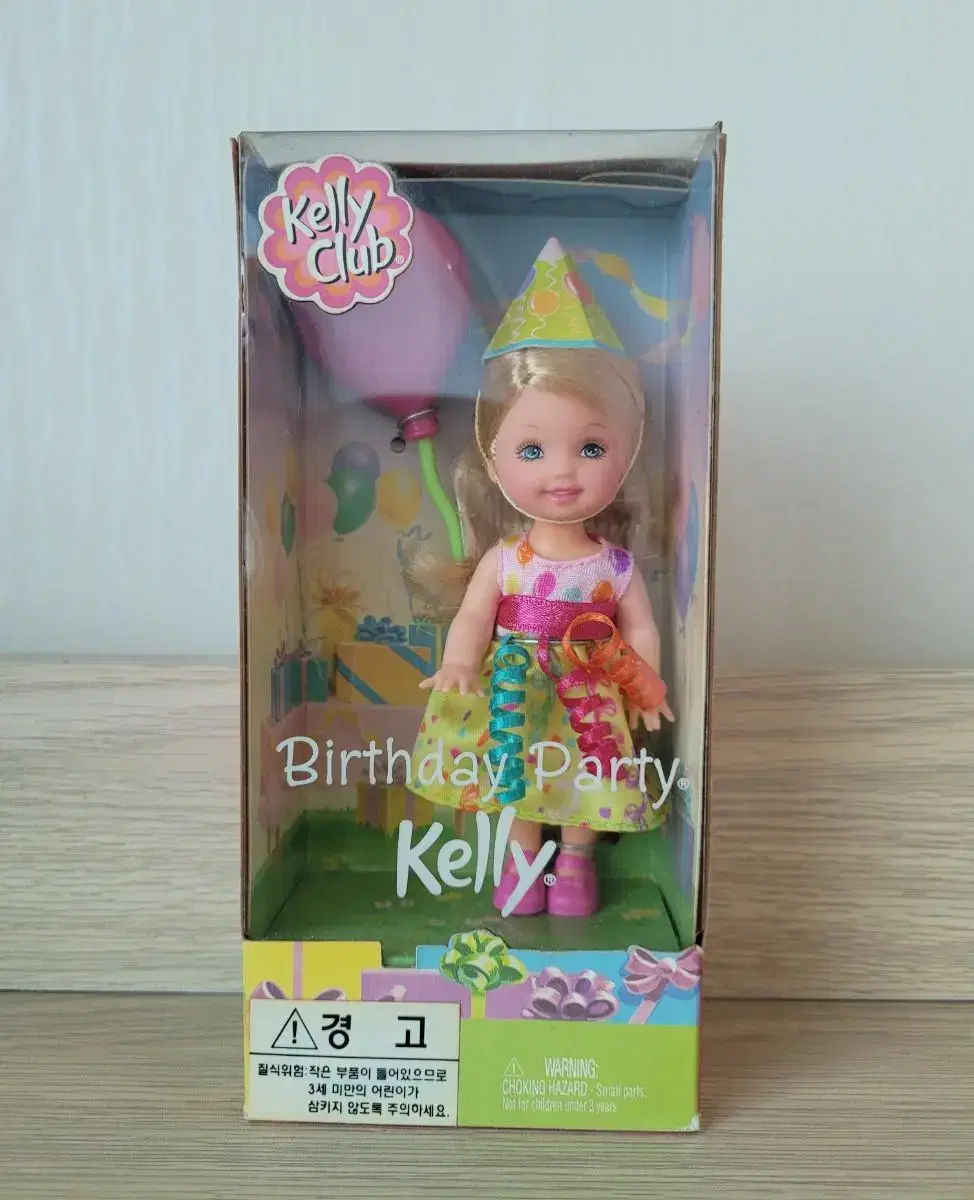 Kelly
Club®
Birthday Party®
Kelly®
경 고
질식위험:작은 부품이 들어있으므로
3세 미만의 어린이가
삼키지 않도록 주의하세요.
WARNING:
CHOKING HAZARD - Small parts.
Not for children under 3 years